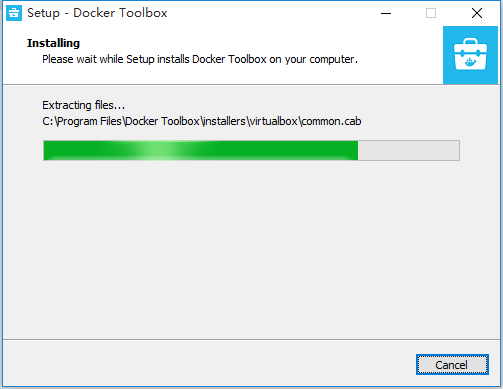 Setup - Docker Toolbox
Installing
Please wait while Setup installs Docker Toolbox on your computer.
Extracting files...
C:\Program Files\Docker Toolbox\installers\virtualbox\common.cab
Cancel